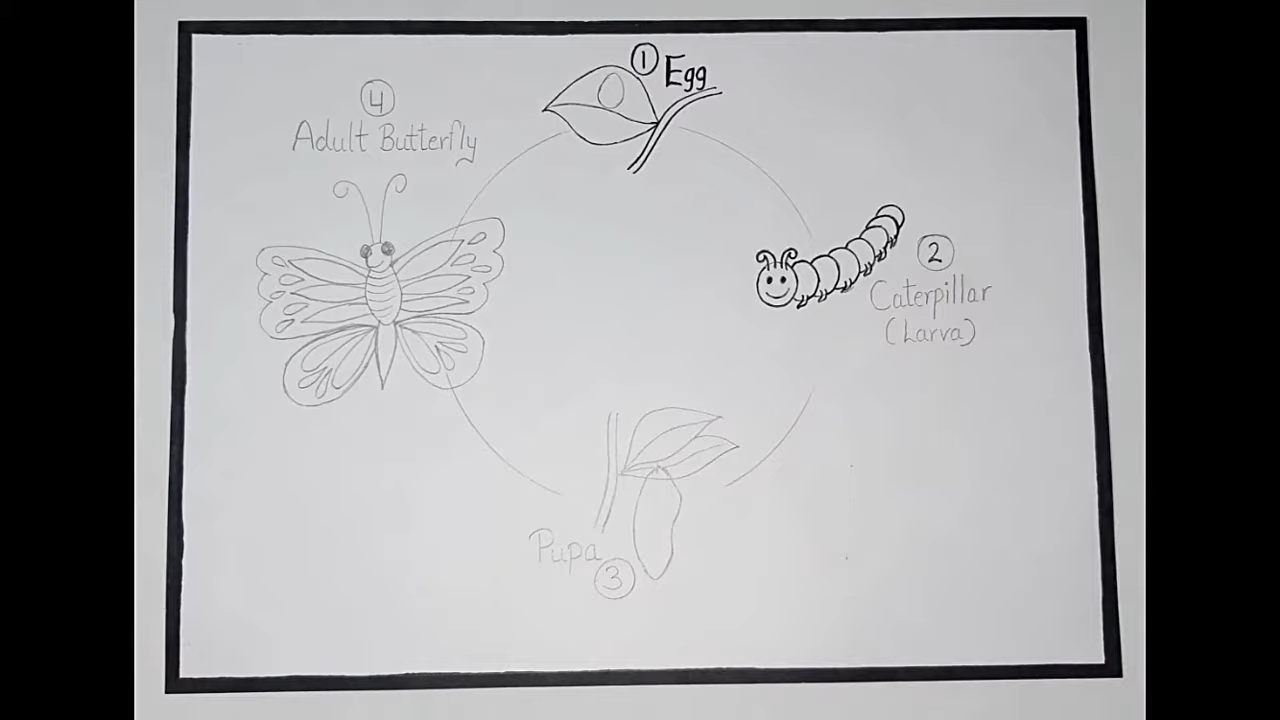 ① Egg
②
Caterpillar
(Larva)
Pupa ③
④
Adult Butterfly